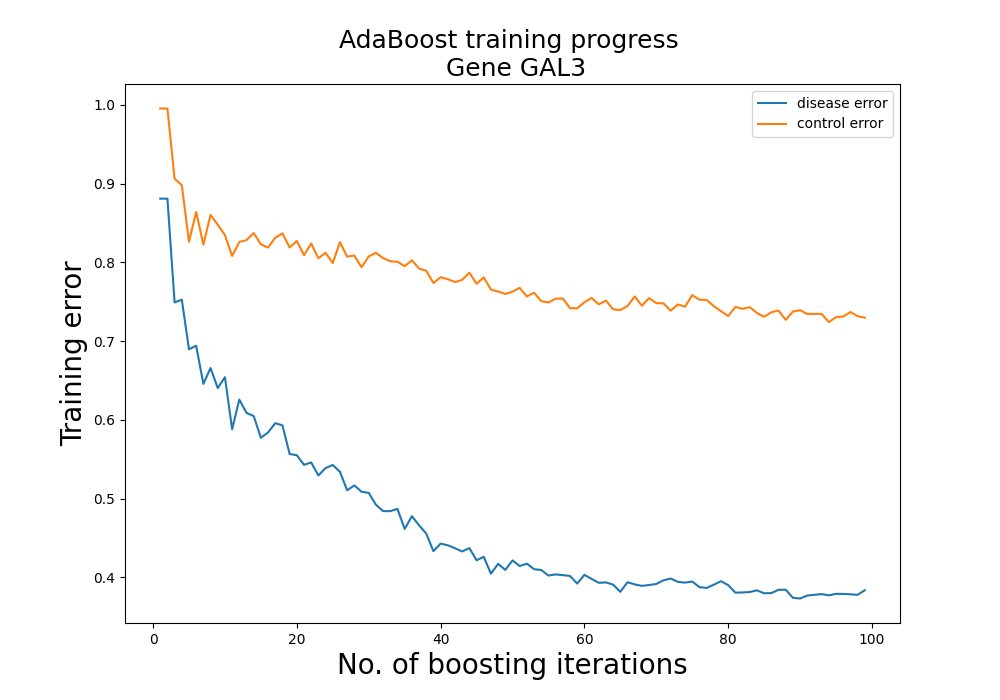 AdaBoost training progress
Gene GAL3
disease error
control error
Training error
1.0
0.9
0.8
0.7
0.6
0.5
0.4
0 20 40 60 80 100
No. of boosting iterations